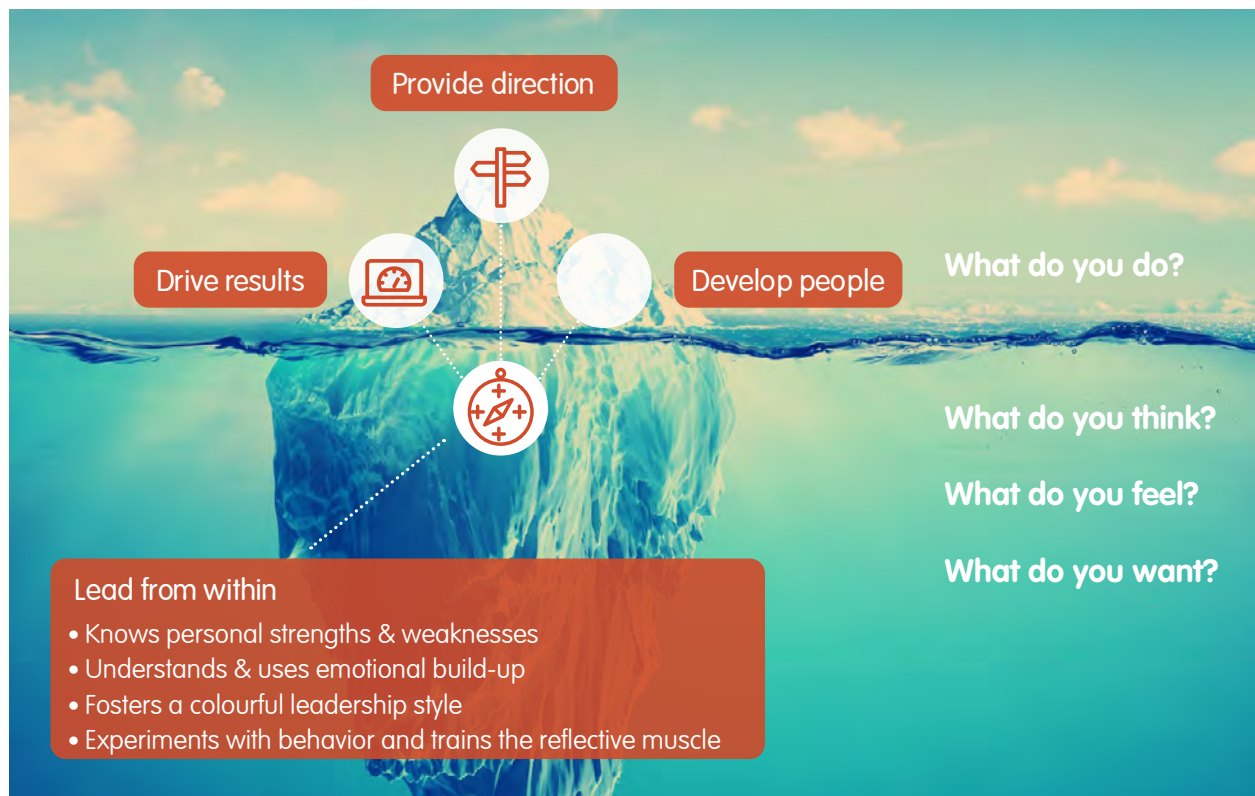 Provide direction
Drive results
Develop people
What do you do?
What do you think?
What do you feel?
What do you want?
Lead from within
• Knows personal strengths & weaknesses
• Understands & uses emotional build-up
• Fosters a colourful leadership style
• Experiments with behavior and trains the reflective muscle